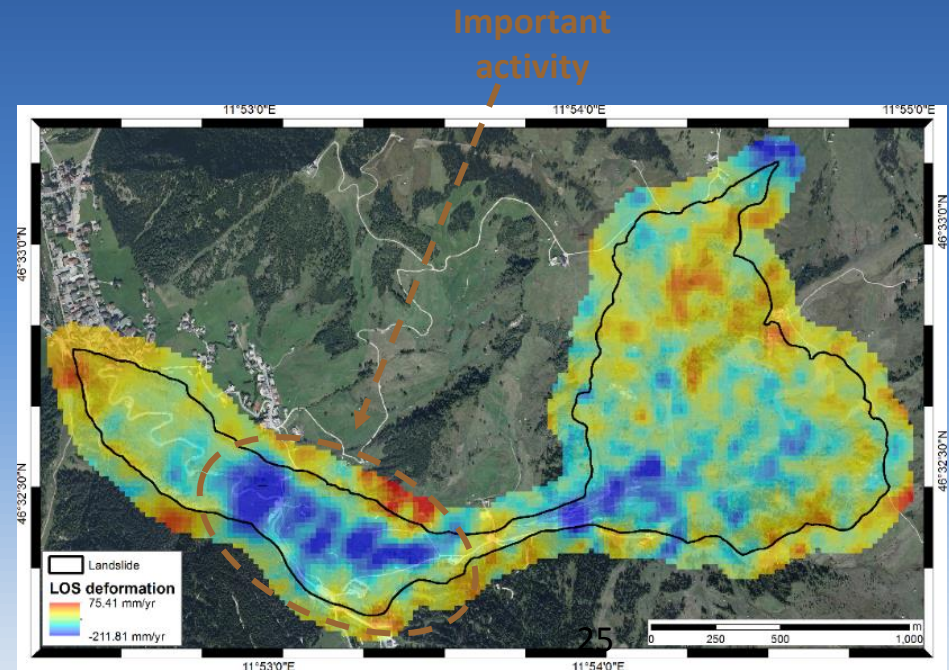 Important
activity
11°53'0"E
11°54'0"E
11°55'0"E
46°33'0"N
46°33'0"N
46°32'30"N
46°32'30"N
Landslide
LOS deformation
75.41 mm/yr
-211.81 mm/yr
25
m
0 250 500 1,000
11°53'0"E
11°54'0"E